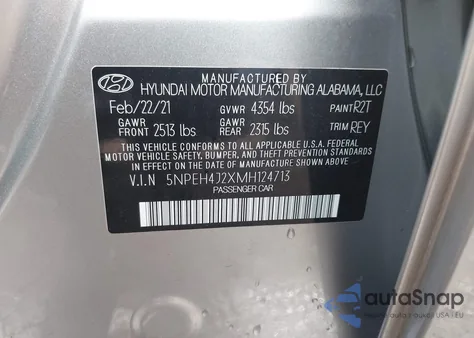 MANUFACTURED BY
HYUNDAI MOTOR MANUFACTURING ALABAMA, LLC
Feb/22/21 GVWR 4354 lbs PAINT R2T
GAWR FRONT 2513 lbs GAWR REAR 2315 lbs TRIM REY
THIS VEHICLE CONFORMS TO ALL APPLICABLE U.S.A FEDERAL
MOTOR VEHICLE SAFETY, BUMPER, AND THEFT PREVENTION STANDARDS
IN EFFECT ON THE DATE OF MANUFACTURE SHOWN ABOVE.
V.I.N 5NPEH4J2XMH124713
PASSENGER CAR
autaSnap